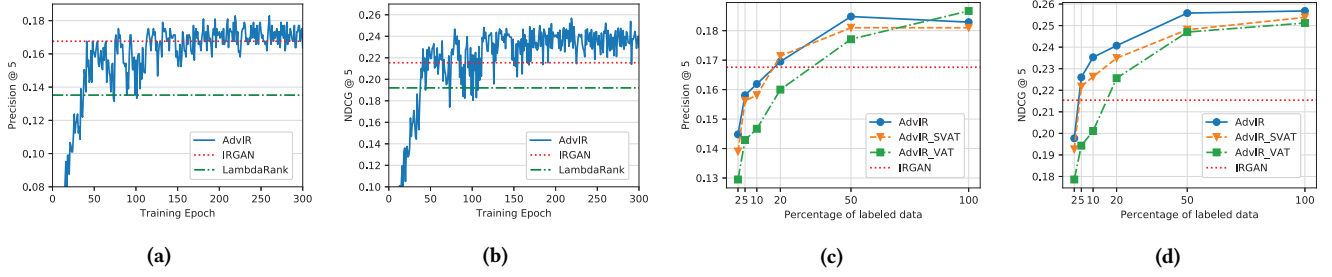 Precision @ 5
0.18
0.16
0.14
0.12
0.10
0.08
0
50
100
150
200
250
300
Training Epoch
AdvIR
IRGAN
LambdaRank
(a)
NDCG @ 5
0.26
0.24
0.22
0.20
0.18
0.16
0.14
0.12
0.10
0
50
100
150
200
250
300
Training Epoch
AdvIR
IRGAN
LambdaRank
(b)
Precision @ 5
0.18
0.17
0.16
0.15
0.14
0.13
2
5
10
20
50
100
Percentage of labeled data
AdvIR
AdvIR_SVAT
AdvIR_VAT
IRGAN
(c)
NDCG @ 5
0.26
0.25
0.24
0.23
0.22
0.21
0.20
0.19
0.18
2
5
10
20
50
100
Percentage of labeled data
AdvIR
AdvIR_SVAT
AdvIR_VAT
IRGAN
(d)